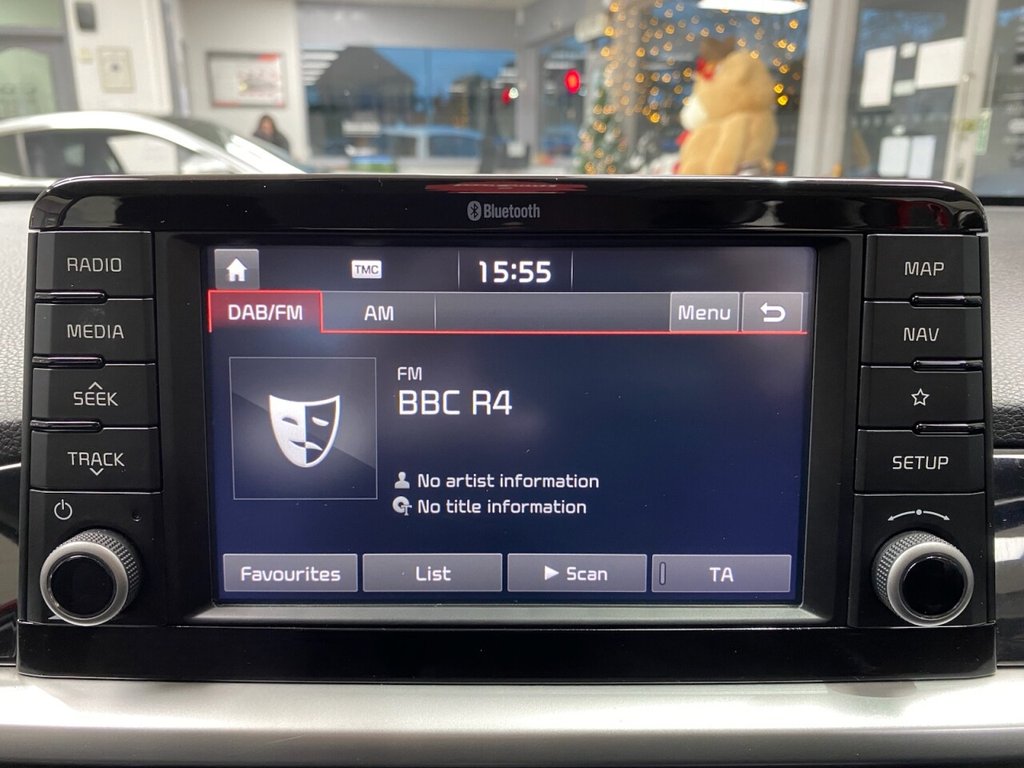 Bluetooth
RADIO
MEDIA
SEEK
TRACK
TMC
15:55
DAB/FM
AM
Menu
FM
BBC R4
No artist information
No title information
Favourites
List
Scan
TA
MAP
NAV
SETUP